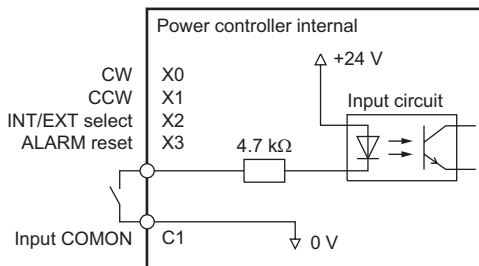 Power controller internal
+24 V
CW X0
CCW X1
Input circuit
INT/EXT select X2
ALARM reset X3
4.7 kΩ
Input COMON C1
0 V